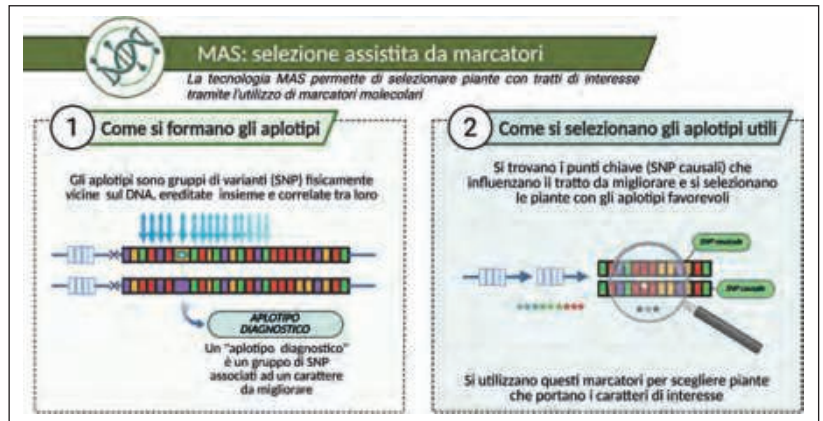 MAS: selezione assistita da marcatori
La tecnologia MAS permette di selezionare piante con tratti di interesse
tramite l'utilizzo di marcatori molecolari
1 Come si formano gli aplotipi
Gli aplotipi sono gruppi di varianti (SNP) fisicamente
vicine sul DNA, ereditate insieme e correlate tra loro
APLOTIPO
DIAGNOSTICO
Un "aplotipo diagnostico"
è un gruppo di SNP
associati ad un carattere
da migliorare
2 Come si selezionano gli aplotipi utili
Si trovano i punti chiave (SNP causali) che
influenzano il tratto da migliorare e si selezionano
le piante con gli aplotipi favorevoli
SNP
SNP causale
Si utilizzano questi marcatori per scegliere piante
che portano i caratteri di interesse